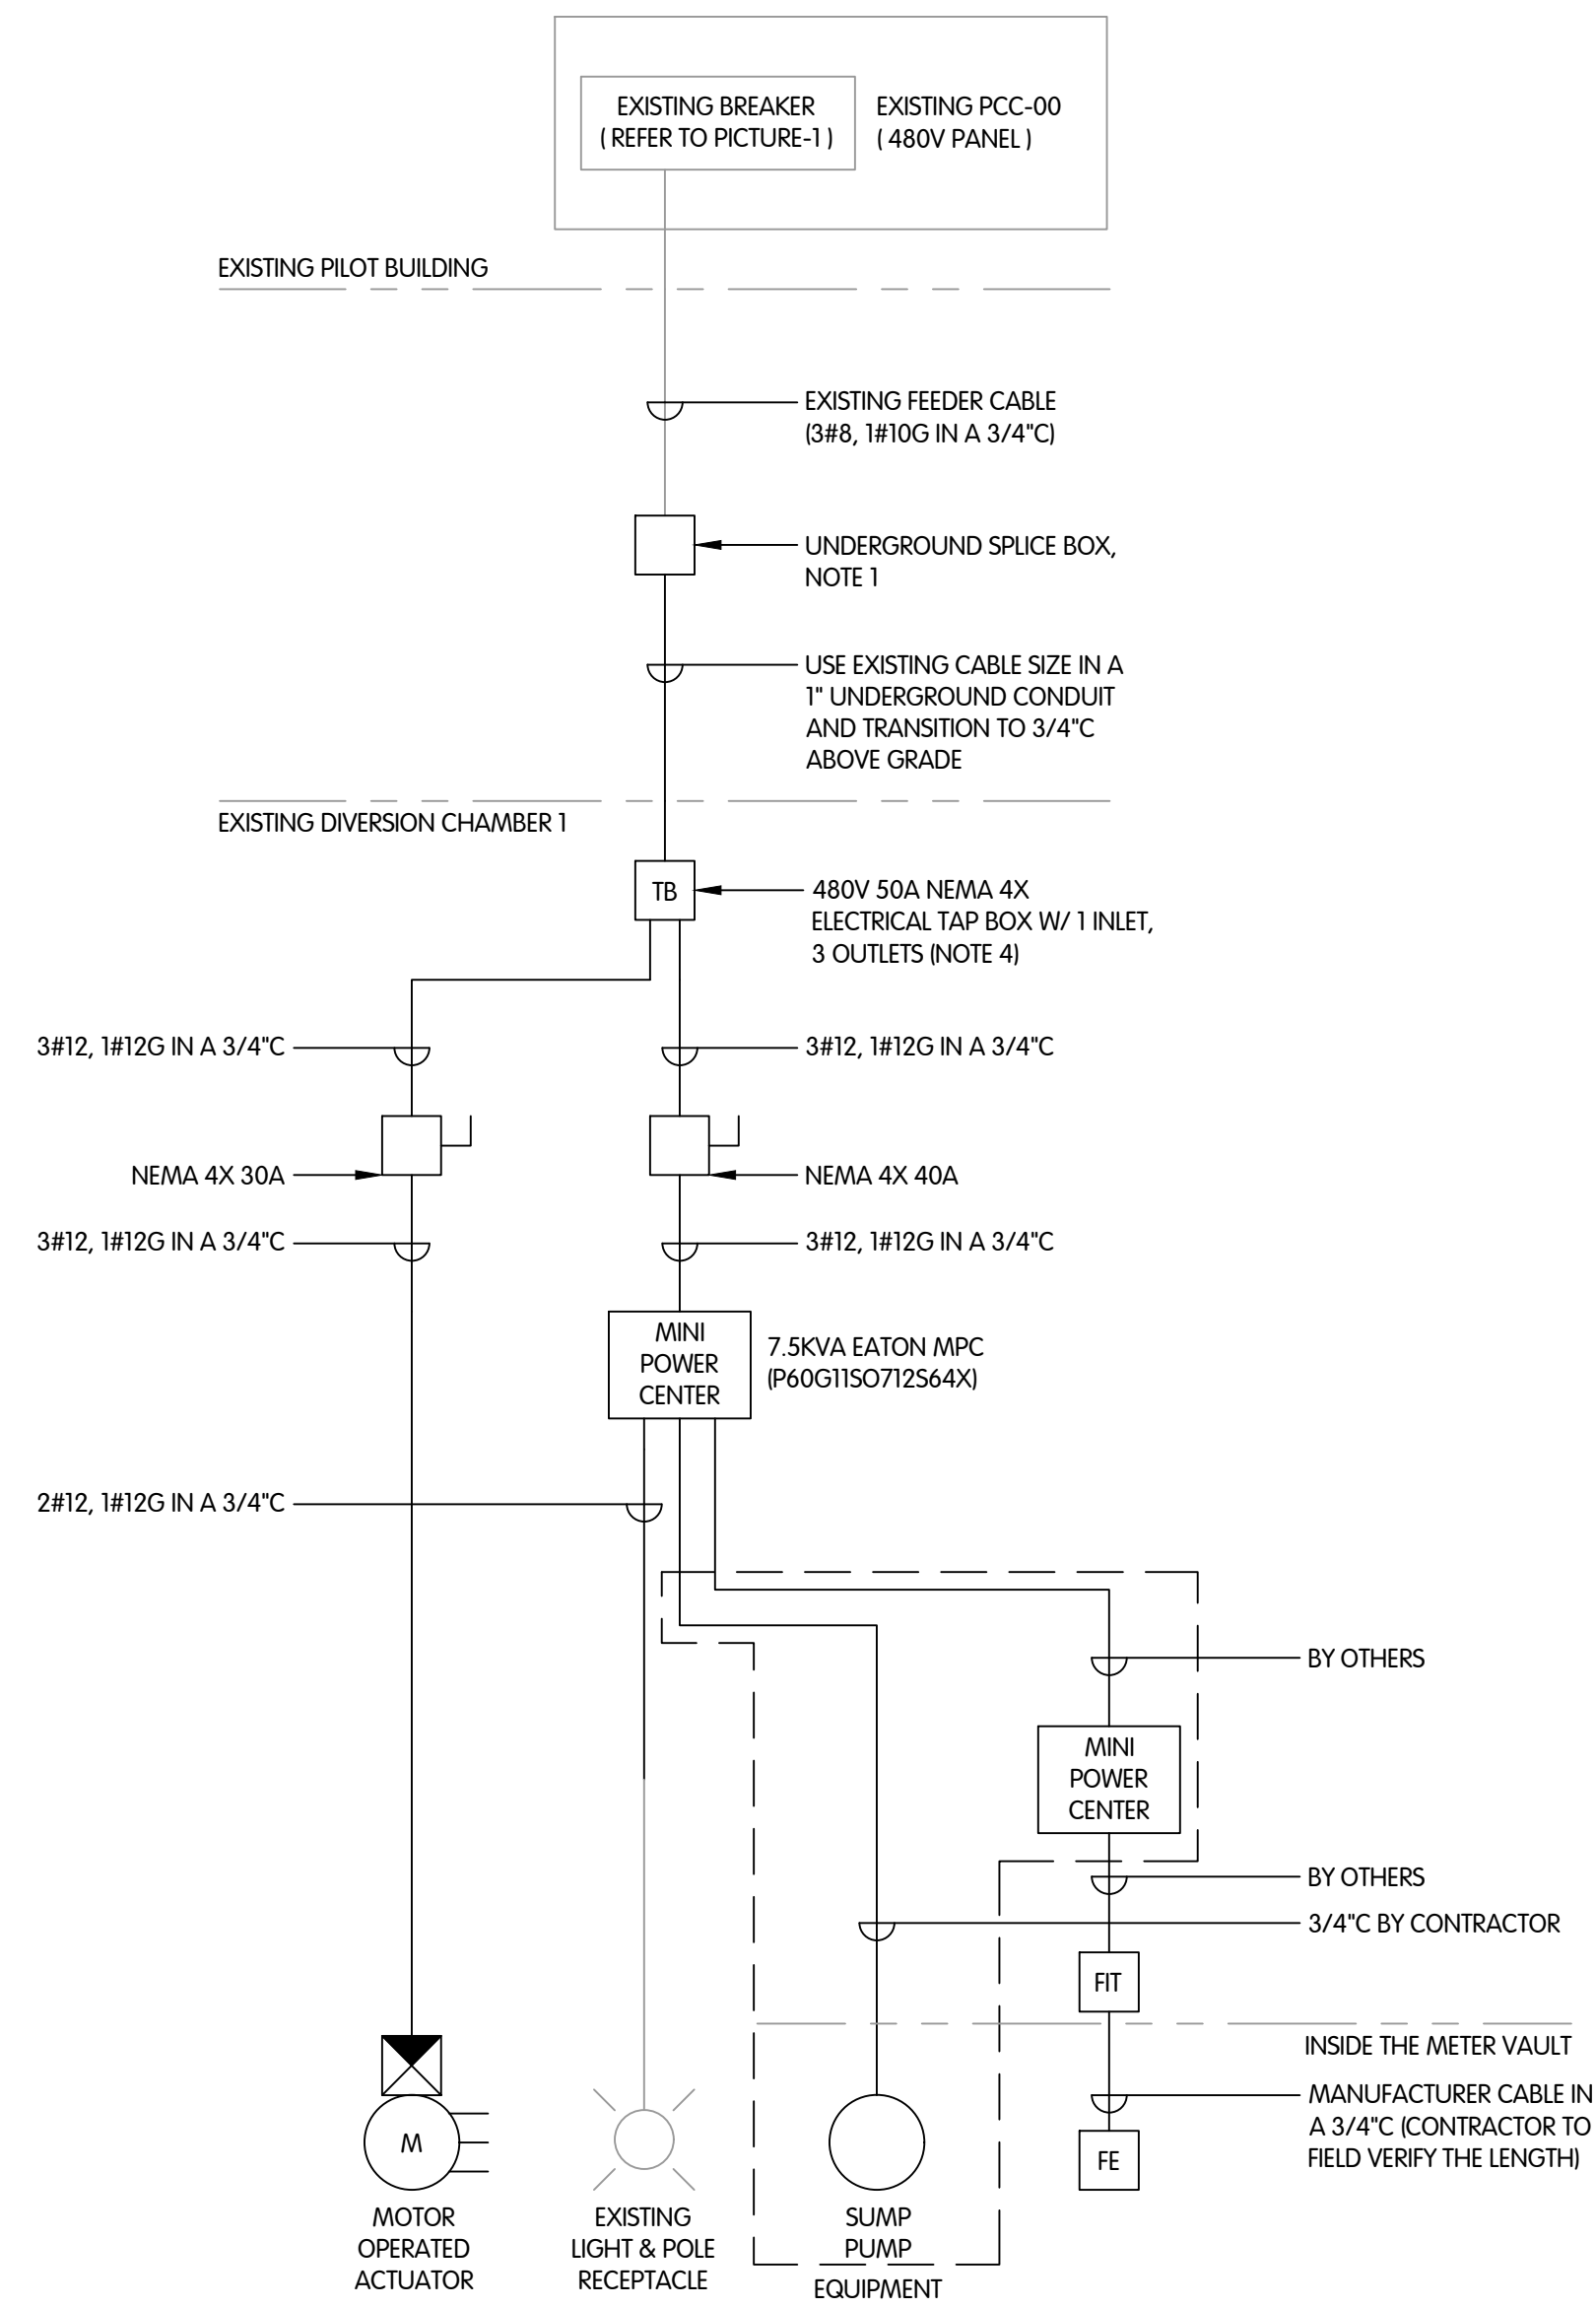 EXISTING BREAKER
( REFER TO PICTURE-1 )
EXISTING PCC-00
( 480V PANEL )
EXISTING PILOT BUILDING
EXISTING FEEDER CABLE
(3#8, 1#10G IN A 3/4"C)
UNDERGROUND SPLICE BOX,
NOTE 1
USE EXISTING CABLE SIZE IN A
1" UNDERGROUND CONDUIT
AND TRANSITION TO 3/4"C
ABOVE GRADE
EXISTING DIVERSION CHAMBER 1
TB
480V 50A NEMA 4X
ELECTRICAL TAP BOX W/ 1 INLET,
3 OUTLETS (NOTE 4)
3#12, 1#12G IN A 3/4"C
3#12, 1#12G IN A 3/4"C
NEMA 4X 30A
NEMA 4X 40A
3#12, 1#12G IN A 3/4"C
3#12, 1#12G IN A 3/4"C
MINI
POWER
CENTER
7.5KVA EATON MPC
(P60G11SO712S64X)
2#12, 1#12G IN A 3/4"C
BY OTHERS
MINI
POWER
CENTER
BY OTHERS
3/4"C BY CONTRACTOR
FIT
INSIDE THE METER VAULT
MANUFACTURER CABLE IN
A 3/4"C (CONTRACTOR TO
FIELD VERIFY THE LENGTH)
FE
M
MOTOR
OPERATED
ACTUATOR
EXISTING
LIGHT & POLE
RECEPTACLE
SUMP
PUMP
EQUIPMENT